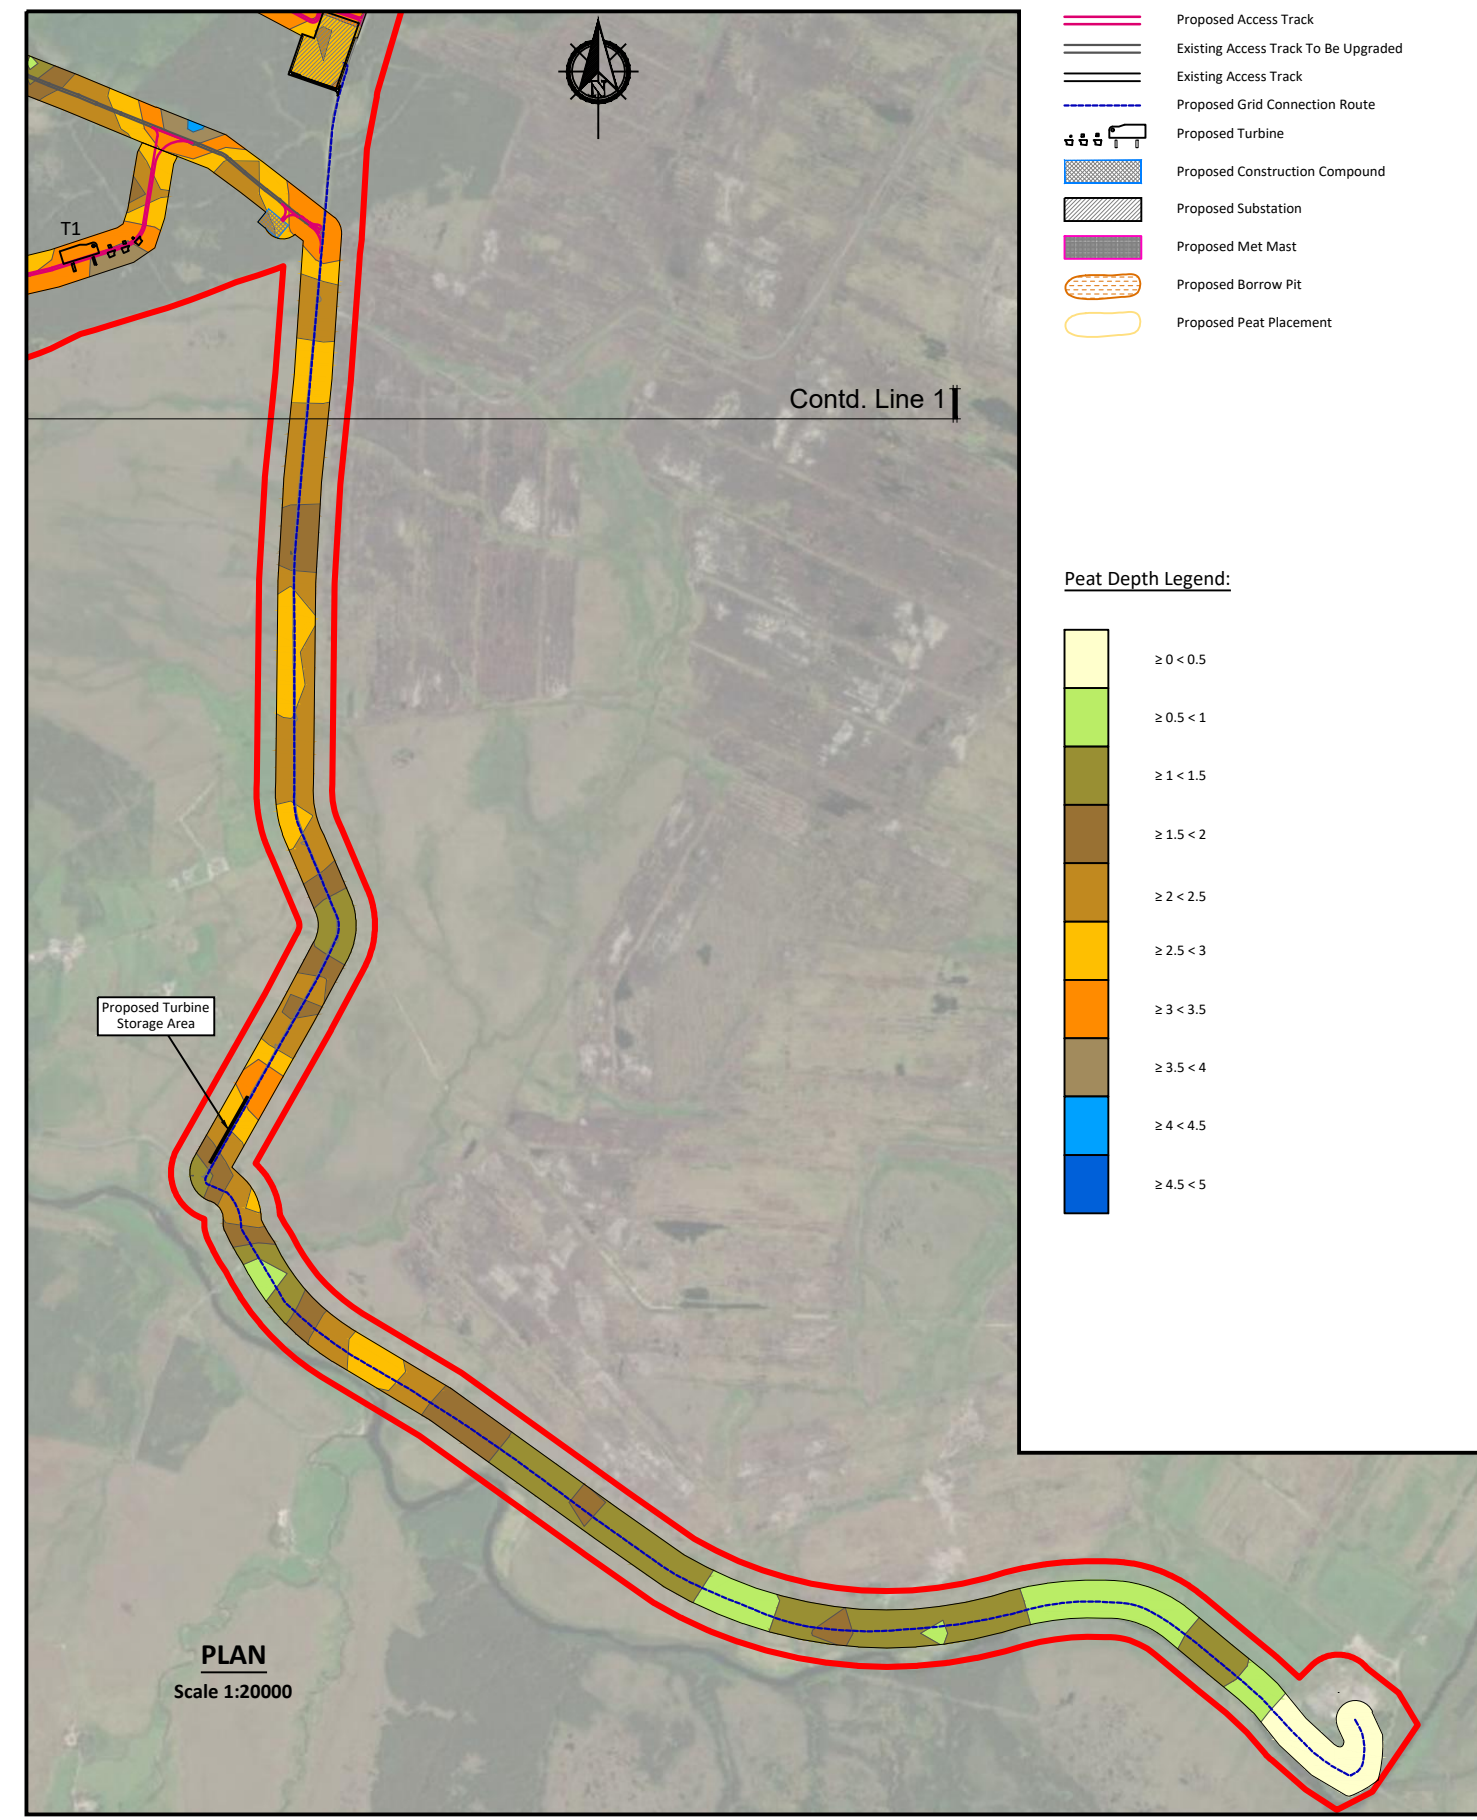 Proposed Access Track
Existing Access Track To Be Upgraded
Existing Access Track
Proposed Grid Connection Route
Proposed Turbine
Proposed Construction Compound
Proposed Substation
Proposed Met Mast
Proposed Borrow Pit
Proposed Peat Placement
N
T1
Contd. Line 1
Peat Depth Legend:
≥ 0 < 0.5
≥ 0.5 < 1
≥ 1 < 1.5
≥ 1.5 < 2
≥ 2 < 2.5
≥ 2.5 < 3
≥ 3 < 3.5
≥ 3.5 < 4
≥ 4 < 4.5
≥ 4.5 < 5
Proposed Turbine
Storage Area
PLAN
Scale 1:20000